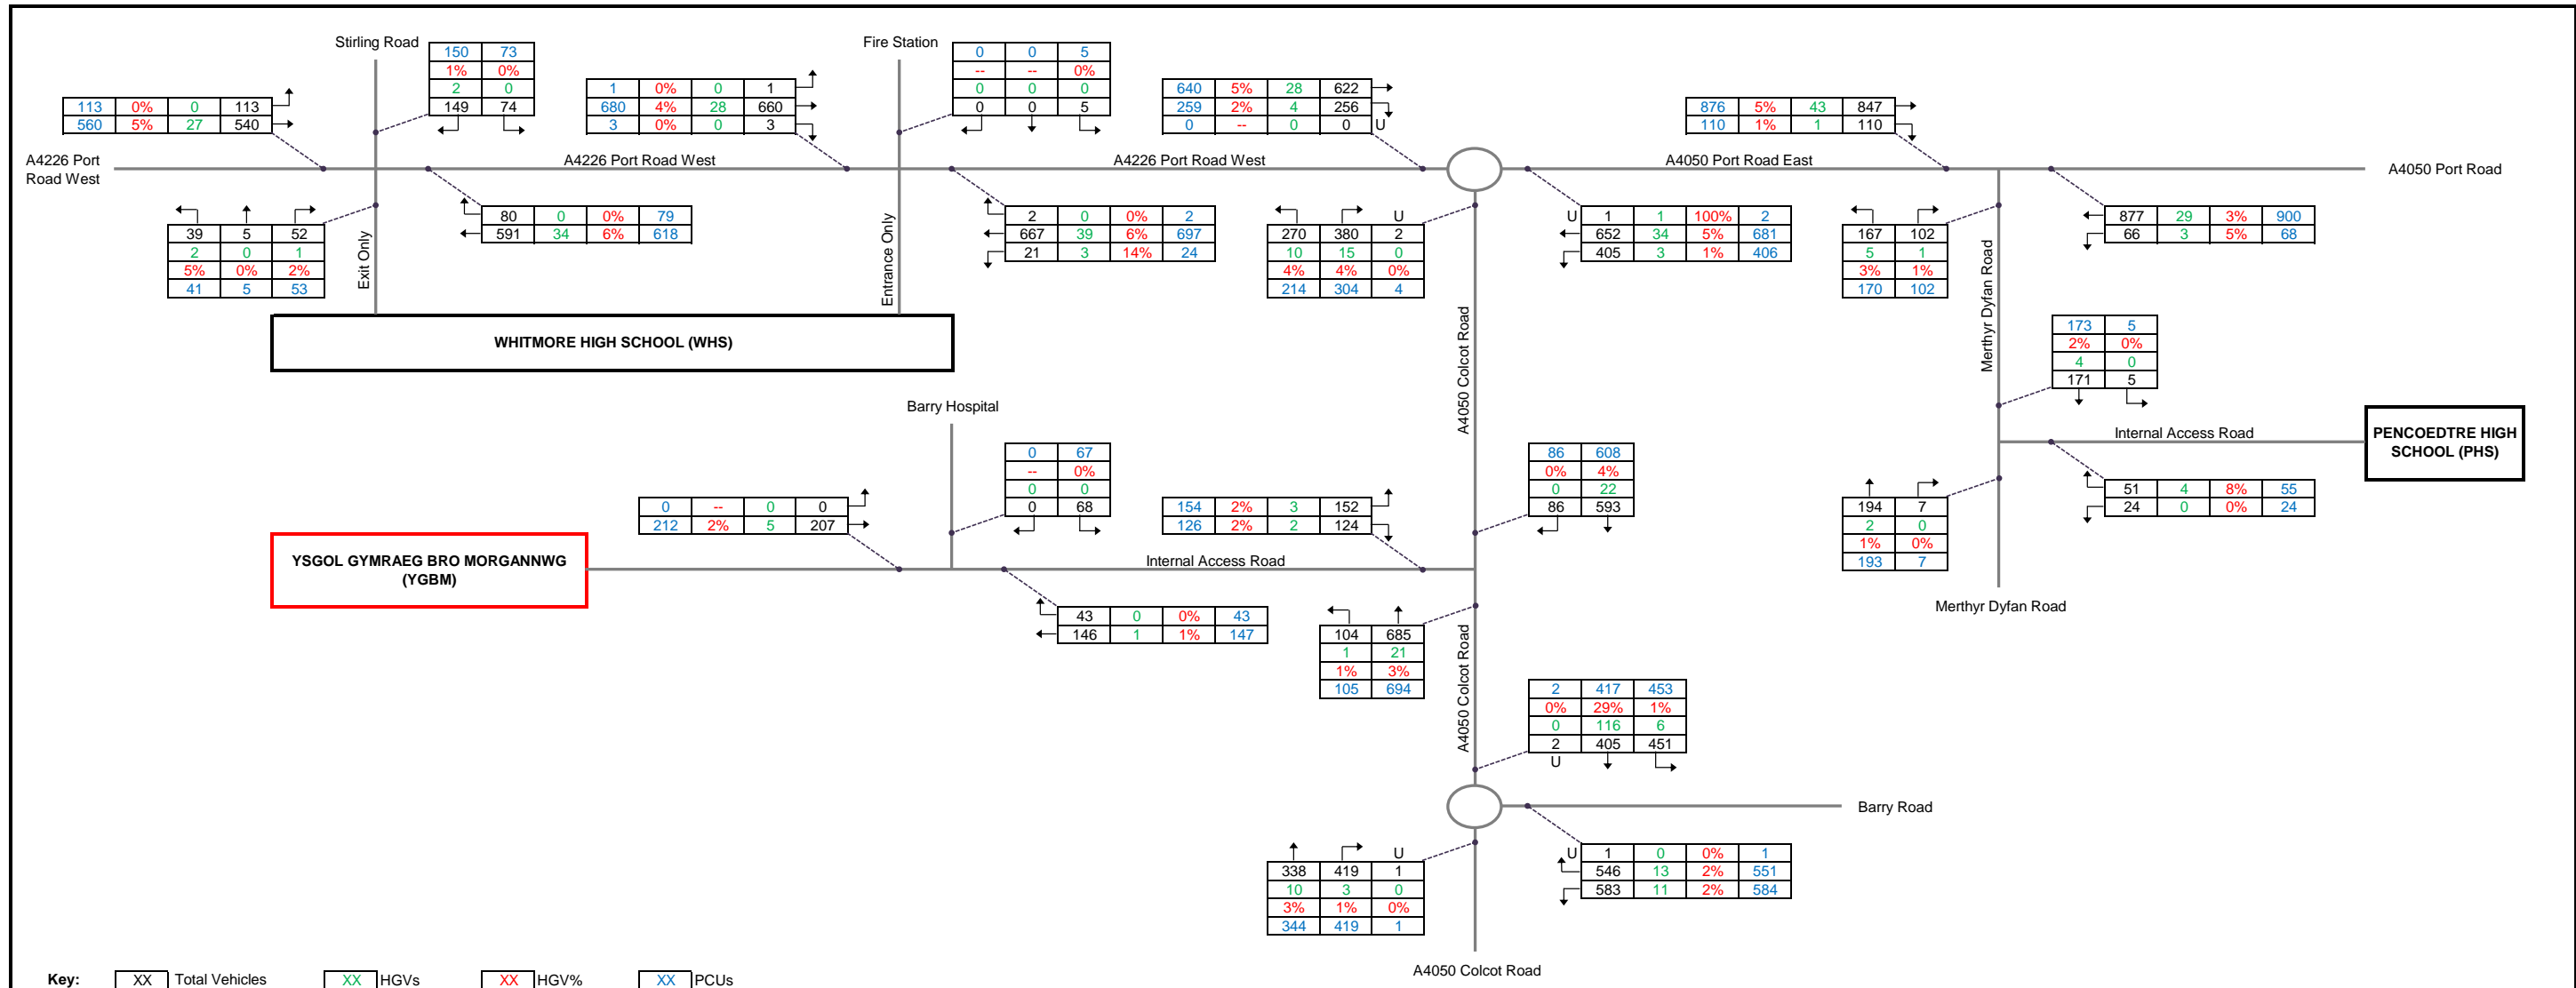 Stirling Road
150 73
1% 0%
2 0
149 74
Fire Station
0 0 5
-- -- 0%
0 0 0
0 0 5
113 0% 0 113
560 5% 27 540
1 0% 0 1
680 4% 28 660
3 0% 0 3
640 5% 28 622
259 2% 4 256
0 -- 0 0 U
876 5% 43 847
110 1% 1 110
A4226 Port
Road West
A4226 Port Road West
A4226 Port Road West
A4050 Port Road East
A4050 Port Road
39 5 52
2 0 1
5% 0% 2%
41 5 53
Exit Only
80 0 0% 79
591 34 6% 618
Entrance Only
2 0 0% 2
667 39 6% 697
21 3 14% 24
U
270 380 2
10 15 0
4% 4% 0%
214 304 4
U 1 1 100% 2
652 34 5% 681
405 3 1% 406
167 102
5 1
3% 1%
170 102
877 29 3% 900
66 3 5% 68
Merthyr Dyfan Road
A4050 Colcot Road
WHITMORE HIGH SCHOOL (WHS)
173 5
2% 0%
4 0
171 5
Barry Hospital
0 67
-- 0%
0 0
0 68
86 608
0% 4%
0 22
86 593
Internal Access Road
PENCOEDTRE HIGH
SCHOOL (PHS)
0 -- 0 0
212 2% 5 207
154 2% 3 152
126 2% 2 124
194 7
2 0
1% 0%
193 7
51 4 8% 55
24 0 0% 24
YSGOL GYMRAEG BRO MORGANNWG
(YGBM)
Internal Access Road
Merthyr Dyfan Road
43 0 0% 43
146 1 1% 147
104 685
1 21
1% 3%
105 694
A4050 Colcot Road
2 417 453
0% 29% 1%
0 116 6
2 405 451
U
Barry Road
U
338 419 1
10 3 0
3% 1% 0%
344 419 1
U 1 0 0% 1
546 13 2% 551
583 11 2% 584
A4050 Colcot Road
Key: XX Total Vehicles XX HGVs XX HGV% XX PCUs